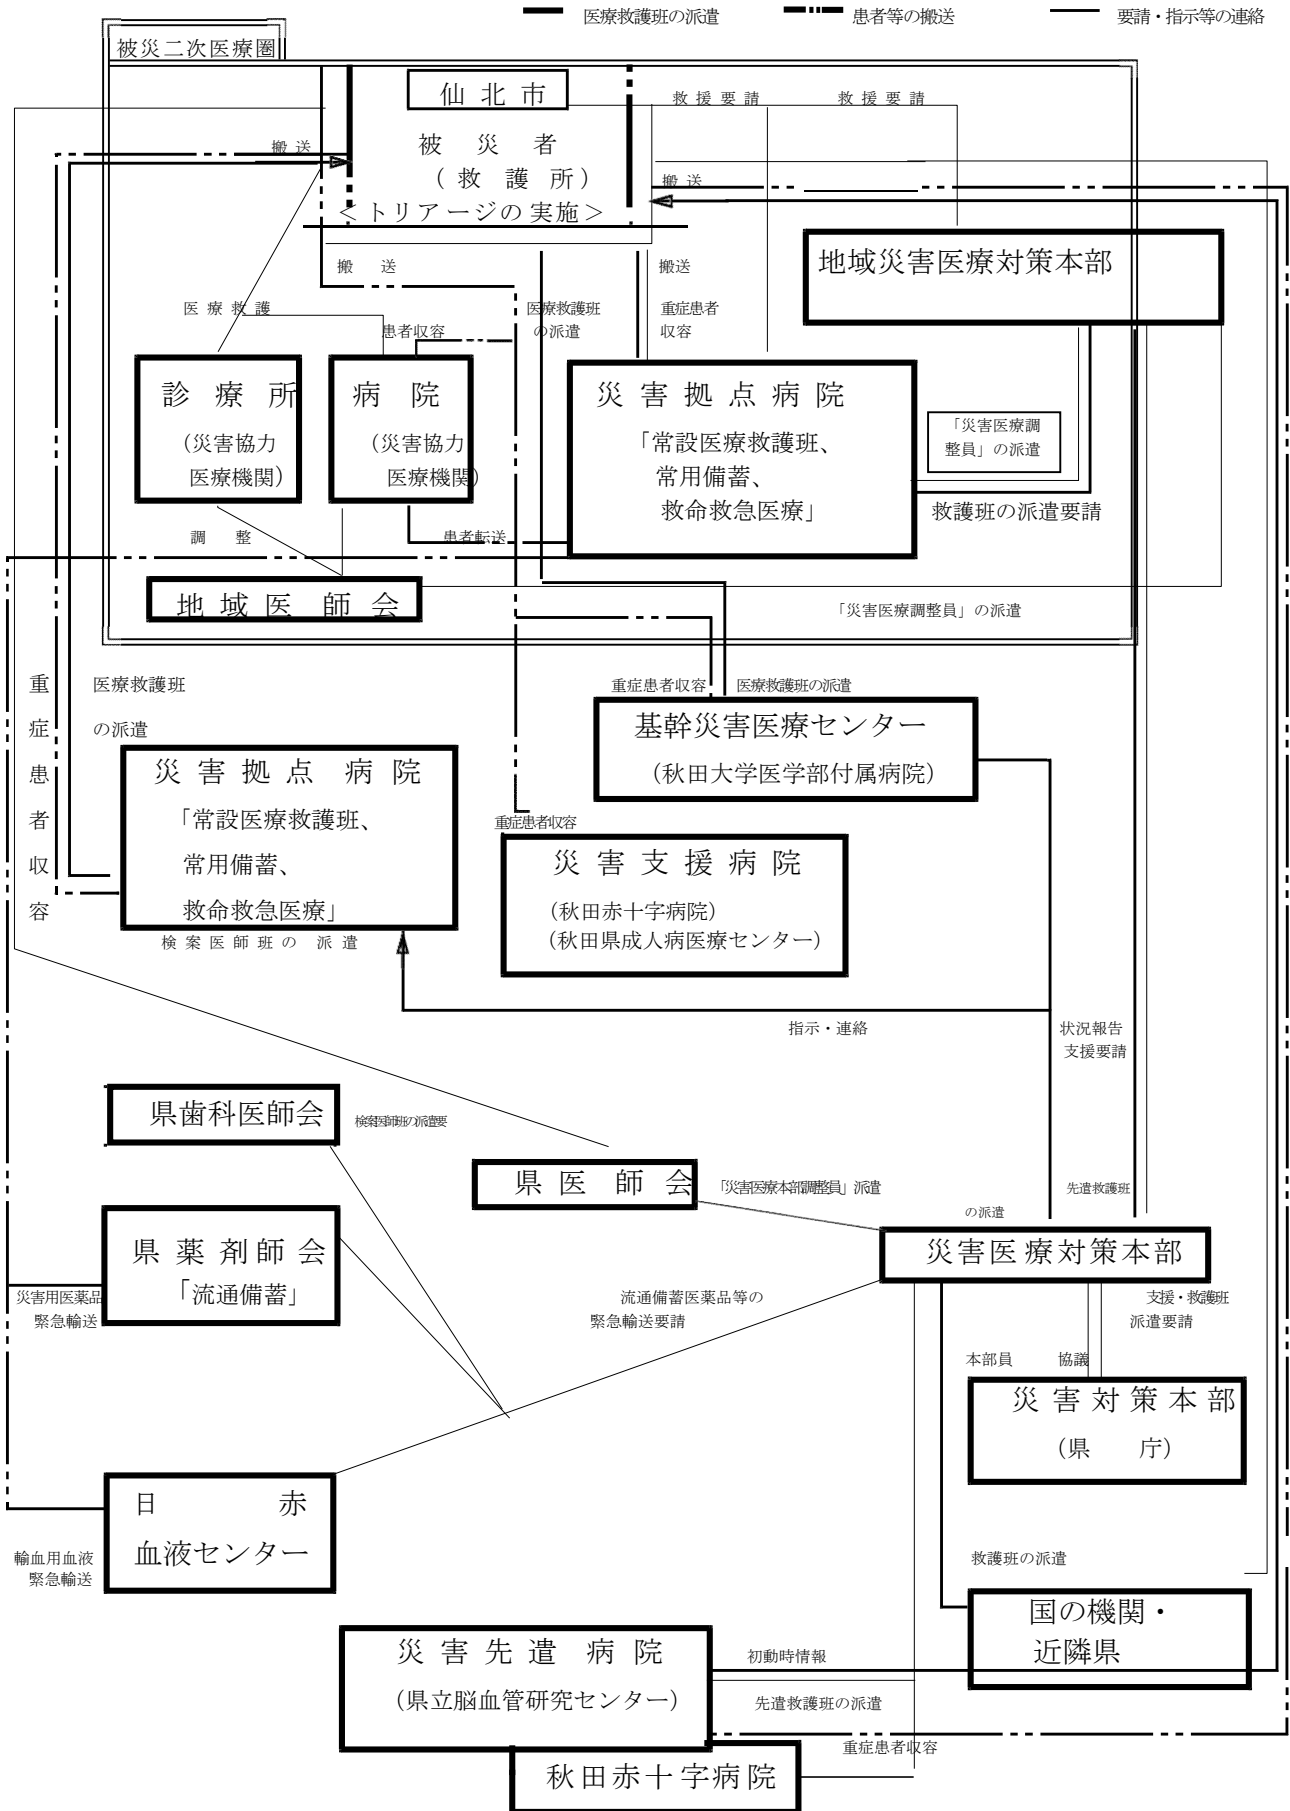 医療救護班の派遣
患者等の搬送
要請・指示等の連絡
被災二次医療圏
仙北市
救援要請
救援要請
搬送
被災者
(救護所)
搬送
<トリアージの実施>
搬送
搬送
地域災害医療対策本部
医療救護
患者収容
医療救護班
の派遣
重症患者
収容
診療所
(災害協力
医療機関)
病院
(災害協力
医療機関)
災害拠点病院
「常設医療救護班、
常用備蓄、
救命救急医療」
「災害医療調
整員」の派遣
救護班の派遣要請
調整
患者転送
地域医師会
「災害医療調整員」の派遣
重症患者収容
医療救護班
の派遣
重症患者収容
医療救護班の派遣
基幹災害医療センター
(秋田大学医学部付属病院)
災害拠点病院
「常設医療救護班、
常用備蓄、
救命救急医療」
重症患者収容
災害支援病院
(秋田赤十字病院)
(秋田県成人病医療センター)
検案医師班の派遣
指示・連絡
状況報告
支援要請
県歯科医師会
検案医師班の派遣要
県医師会
「災害医療本部調整員」派遣
先遣救護班
の派遣
県薬剤師会
「流通備蓄」
災害医療対策本部
災害用医薬品
緊急輸送
流通備蓄医薬品等の
緊急輸送要請
支援・救護班
派遣要請
本部員
協議
災害対策本部
(県庁)
日赤
血液センター
輸血用血液
緊急輸送
救護班の派遣
国の機関・
近隣県
災害先遣病院
(県立脳血管研究センター)
初動時情報
先遣救護班の派遣
重症患者収容
秋田赤十字病院